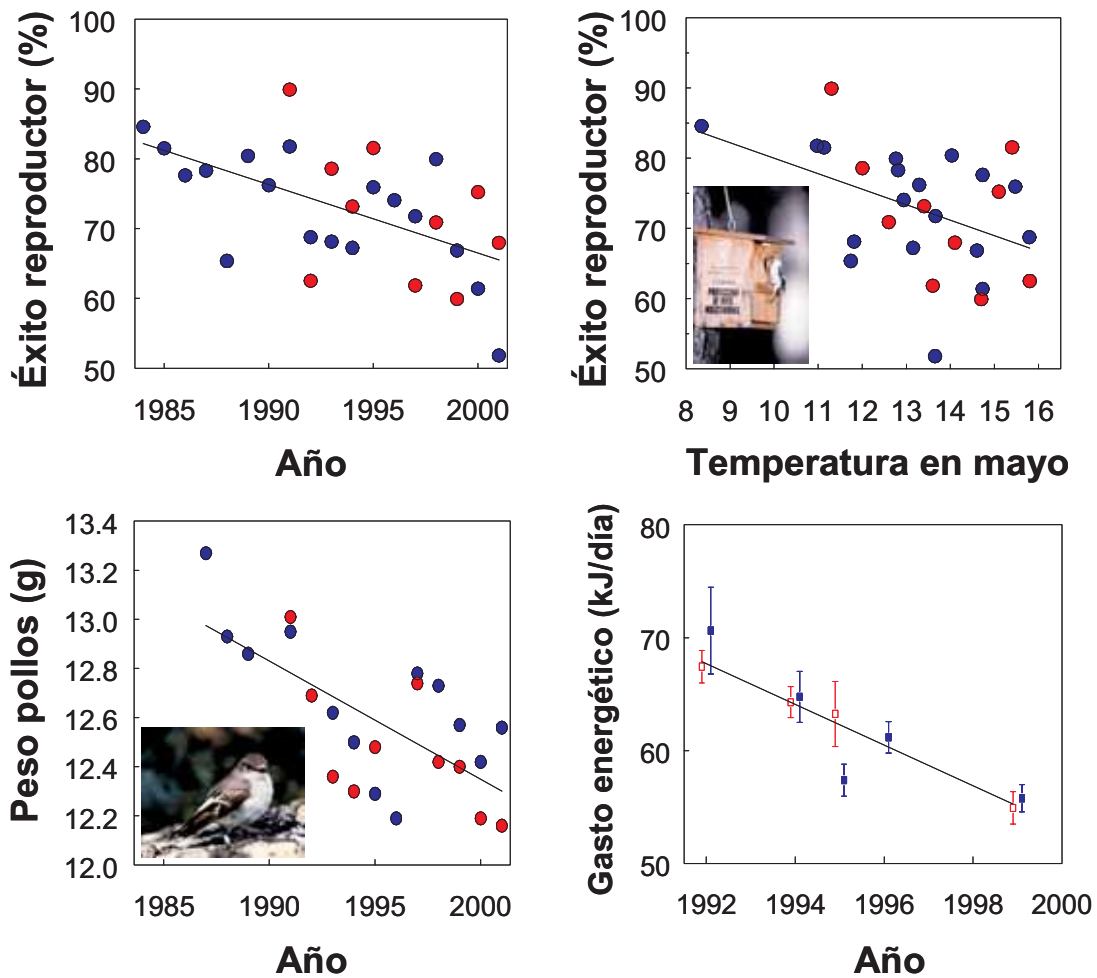 Éxito reproductor (%)
100
90
80
70
60
50
1985 1990 1995 2000
Año
Éxito reproductor (%)
100
90
80
70
60
50
8 9 10 11 12 13 14 15 16
Temperatura en mayo
Peso pollos (g)
13.4
13.2
13.0
12.8
12.6
12.4
12.2
12.0
1985 1990 1995 2000
Año
Gasto energético (kJ/día)
80
70
60
50
1992 1994 1996 1998 2000
Año